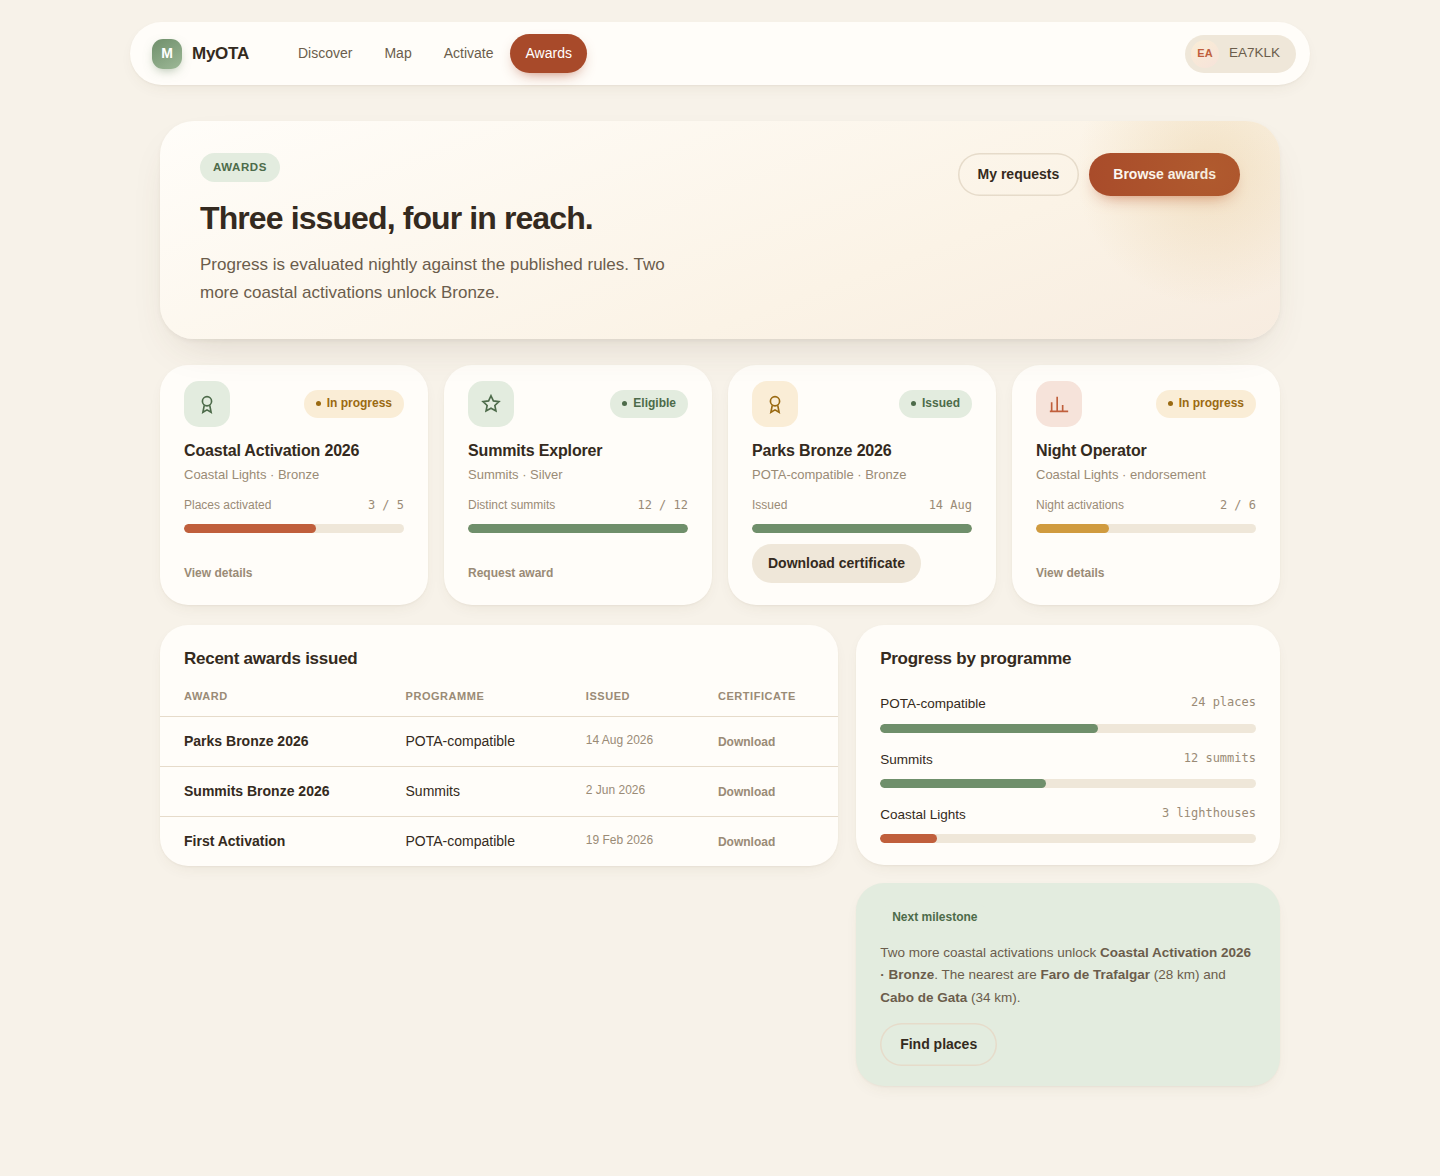 M MyOTA Discover Map Activate Awards EA EA7KLK
AWARDS
My requests Browse awards
Three issued, four in reach.
Progress is evaluated nightly against the published rules. Two
more coastal activations unlock Bronze.
In progress
Coastal Activation 2026
Coastal Lights · Bronze
Places activated 3 / 5
View details
Eligible
Summits Explorer
Summits · Silver
Distinct summits 12 / 12
Request award
Issued
Parks Bronze 2026
POTA-compatible · Bronze
Issued 14 Aug
Download certificate
In progress
Night Operator
Coastal Lights · endorsement
Night activations 2 / 6
View details
Recent awards issued
AWARD PROGRAMME ISSUED CERTIFICATE
Parks Bronze 2026 POTA-compatible 14 Aug 2026 Download
Summits Bronze 2026 Summits 2 Jun 2026 Download
First Activation POTA-compatible 19 Feb 2026 Download
Progress by programme
POTA-compatible 24 places
Summits 12 summits
Coastal Lights 3 lighthouses
Next milestone
Two more coastal activations unlock Coastal Activation 2026
· Bronze. The nearest are Faro de Trafalgar (28 km) and
Cabo de Gata (34 km).
Find places